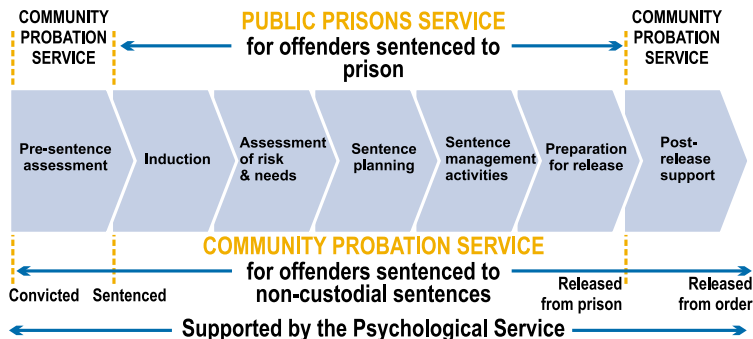 COMMUNITY
PROBATION
SERVICE
PUBLIC PRISONS SERVICE
for offenders sentenced to
prison
COMMUNITY
PROBATION
SERVICE
Pre-sentence
assessment
Induction
Assessment
of risk
& needs
Sentence
planning
Sentence
management
activities
Preparation
for release
Post-
release
support
COMMUNITY PROBATION SERVICE
for offenders sentenced to
non-custodial sentences
Convicted
Sentenced
Released
from prison
Released
from order
Supported by the Psychological Service